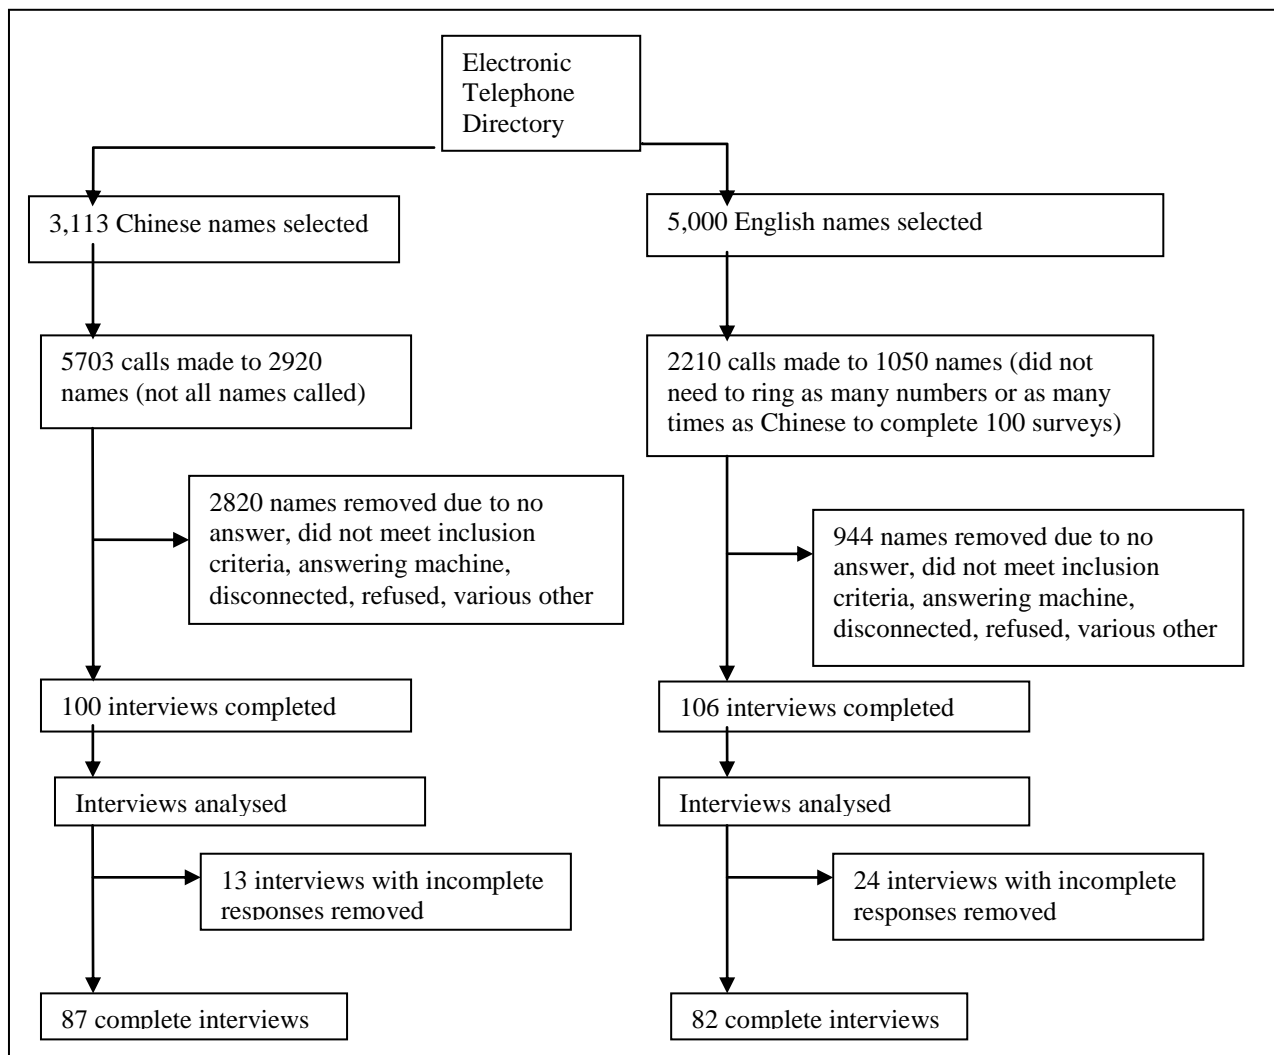 Electronic
Telephone
Directory
3,113 Chinese names selected
5,000 English names selected
5703 calls made to 2920
names (not all names called)
2210 calls made to 1050 names (did not
need to ring as many numbers or as many
times as Chinese to complete 100 surveys)
2820 names removed due to no
answer, did not meet inclusion
criteria, answering machine,
disconnected, refused, various other
944 names removed due to no
answer, did not meet inclusion
criteria, answering machine,
disconnected, refused, various other
100 interviews completed
106 interviews completed
Interviews analysed
Interviews analysed
13 interviews with incomplete
responses removed
24 interviews with incomplete
responses removed
87 complete interviews
82 complete interviews